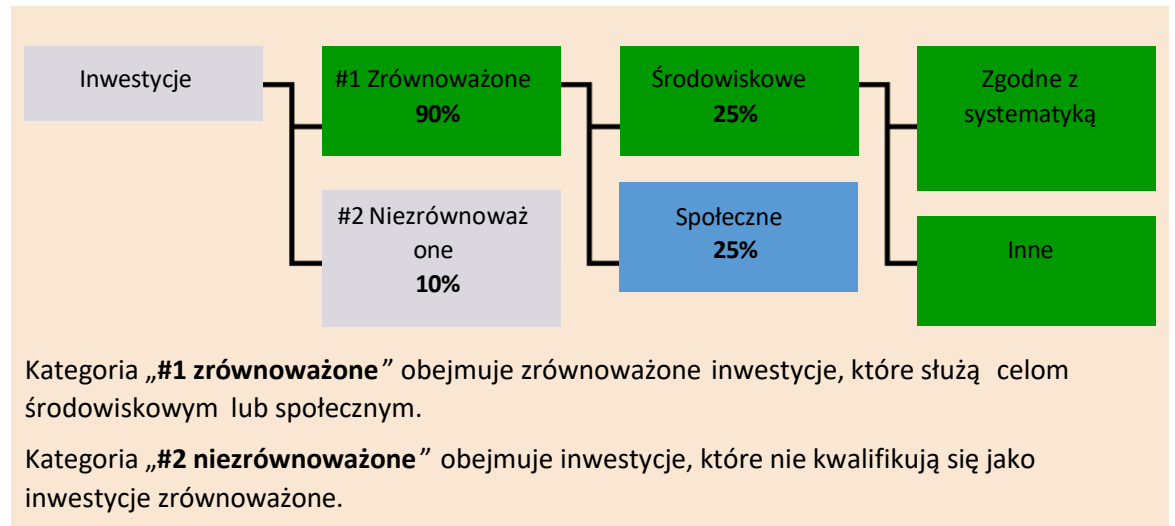 Inwestycje
#1 Zrównoważone
90%
#2 Niezrównoważ
one
10%
Środowiskowe
25%
Społeczne
25%
Zgodne z
systematyką
Inne
Kategoria „#1 zrównoważone” obejmuje zrównoważone inwestycje, które służą celom
środowiskowym lub społecznym.
Kategoria „#2 niezrównoważone” obejmuje inwestycje, które nie kwalifikują się jako
inwestycje zrównoważone.